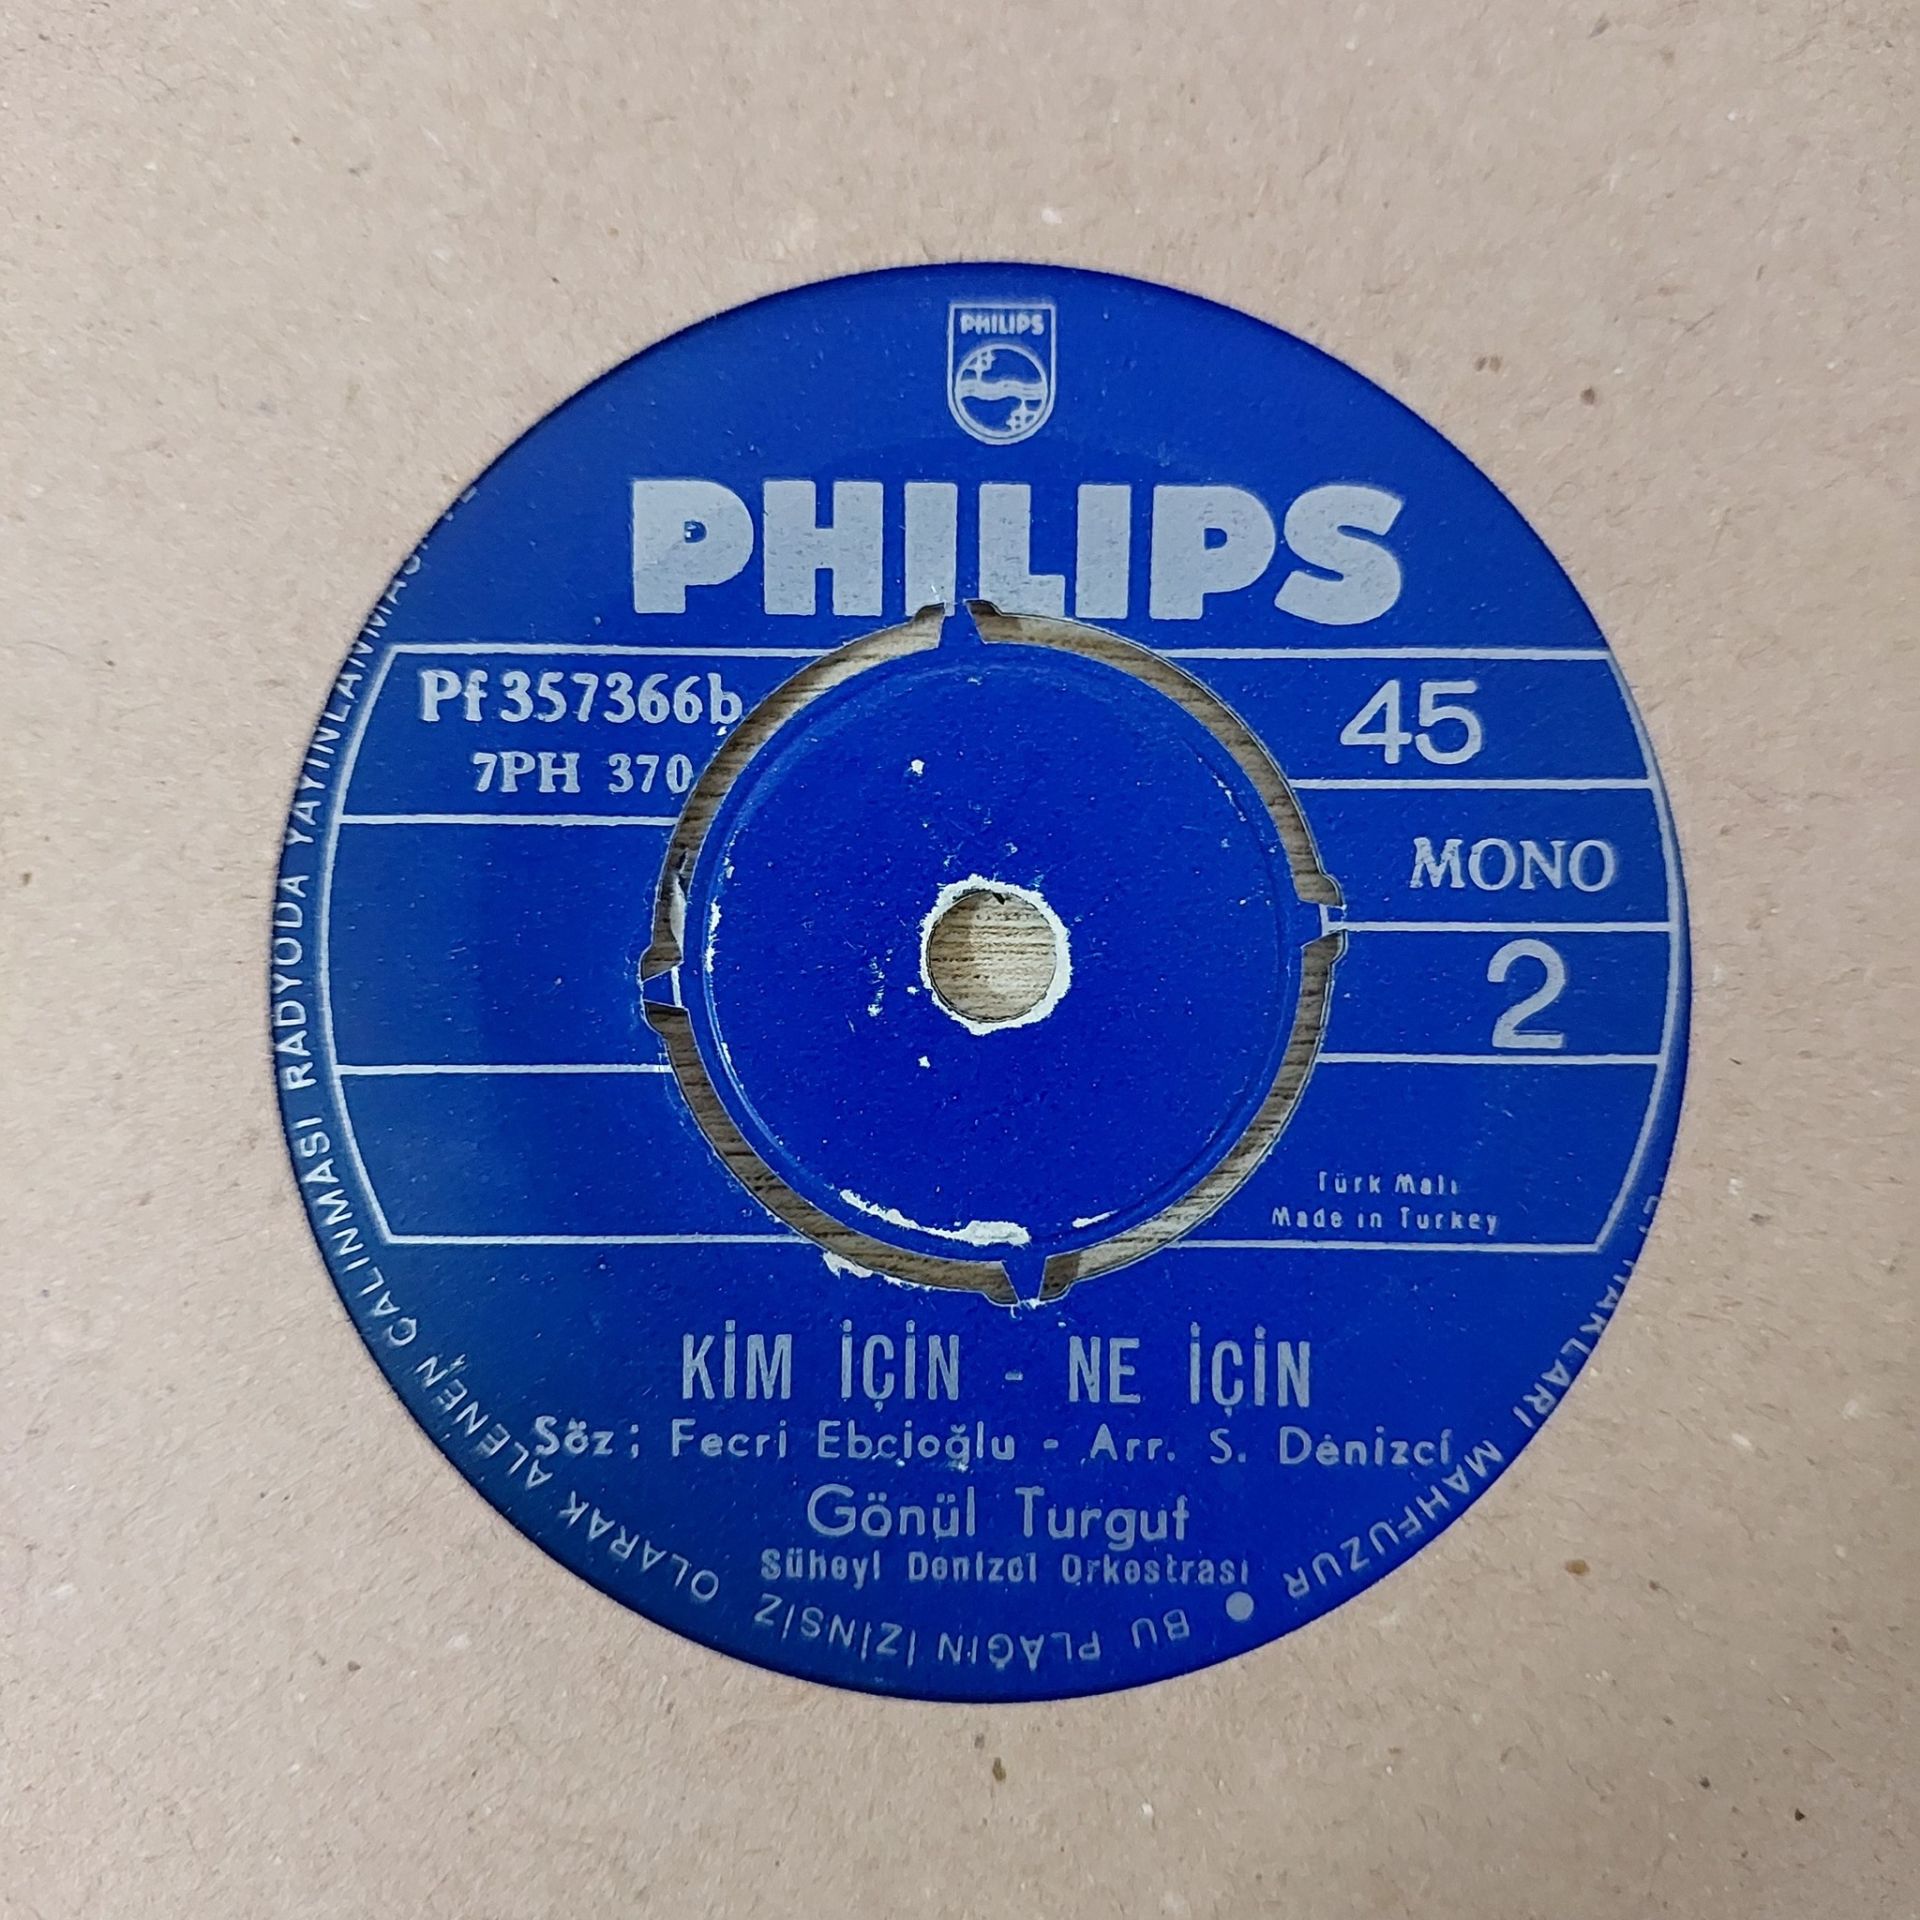 PHILIPS
PHILIPS
Pf 357366b
7PH 370
45
MONO
2
Türk Malı
Made in Turkey
KİM İÇİN - NE İÇİN
Söz; Fecri Ebcioğlu - Arr. S. Denizci
Gönül Turgut
Süheyl Denizci Orkestrası
HAKLARI MAHFUZUR ● BU PLAĞIN İZİNSİZ OLARAK ALENEN ÇALINMASI RADYODA YAYINLANMASI